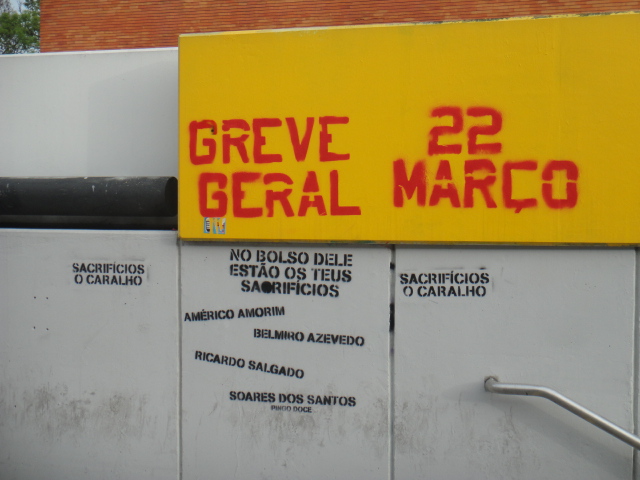 GREVE
GERAL
22
MARÇO
SACRIFÍCIOS
O CARALHO
NO BOLSO DELE
ESTÃO OS TEUS
SACRIFÍCIOS
AMÉRICO AMORIM
BELMIRO AZEVEDO
RICARDO SALGADO
SOARES DOS SANTOS
PINGO DOCE
SACRIFÍCIOS
O CARALHO